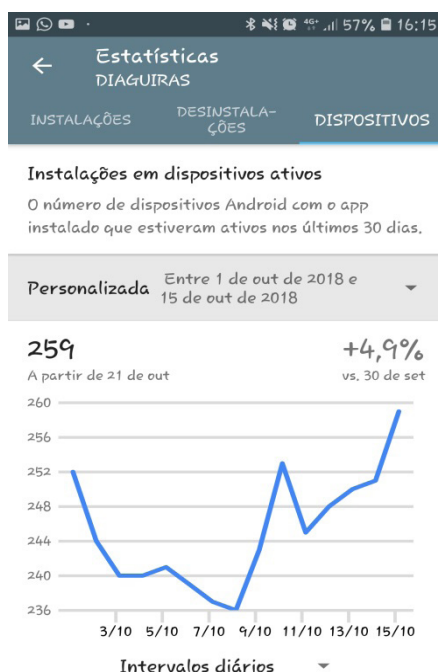 4G+ 57% 16:15
Estatísticas
DIAGUIRAS
INSTALAÇÕES
DESINSTALA-
ÇÕES
DISPOSITIVOS
Instalações em dispositivos ativos
O número de dispositivos Android com o app
instalado que estiveram ativos nos últimos 30 dias.
Personalizada
Entre 1 de out de 2018 e
15 de out de 2018
259 +4,9%
A partir de 21 de out vs. 30 de set
260
256
252
248
244
240
236
3/10 5/10 7/10 9/10 11/10 13/10 15/10
Intervalos diários